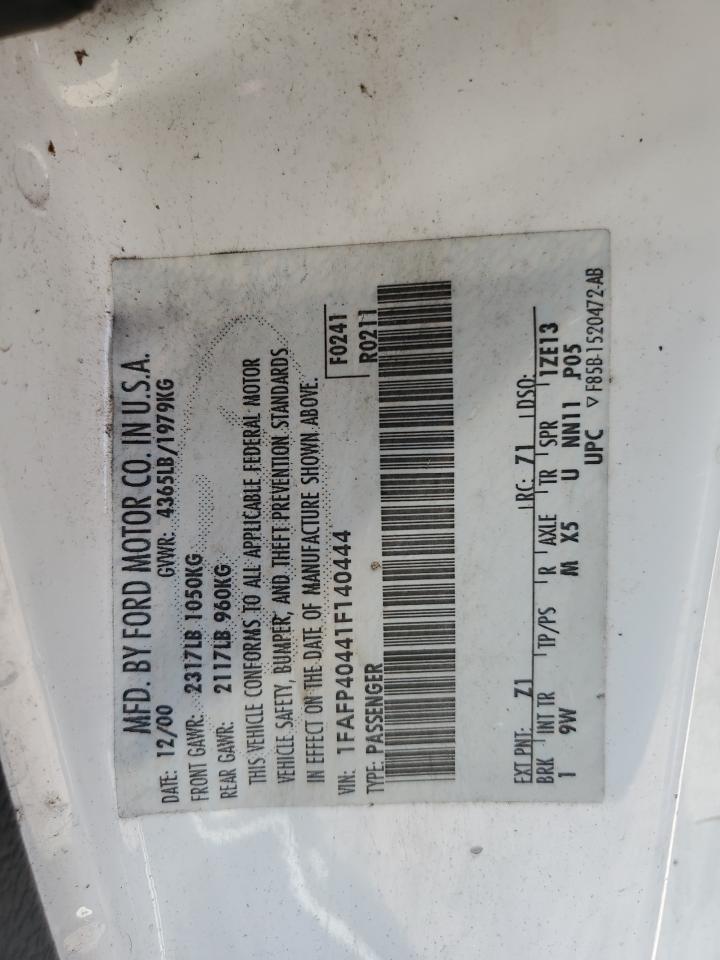 MFD. BY FORD MOTOR CO. IN U.S.A.
DATE: 12/00 GVWR: 4365LB/1979KG
FRONT GAWR: 2317LB 1050KG
REAR GAWR: 2117LB 960KG
THIS VEHICLE CONFORMS TO ALL APPLICABLE FEDERAL MOTOR
VEHICLE SAFETY, BUMPER, AND THEFT PREVENTION STANDARDS
IN EFFECT ON THE DATE OF MANUFACTURE SHOWN ABOVE.
VIN: 1FAFP40441F140444 F0241
TYPE: PASSENGER R0211
EXT PNT: Z1 RC: Z1 DSO:
BRK INT TR TP/PS R AXLE TR SPR 1ZE13
1 9W M X5 U NN11 P05
UPC ▽ F85B-1520472-AB